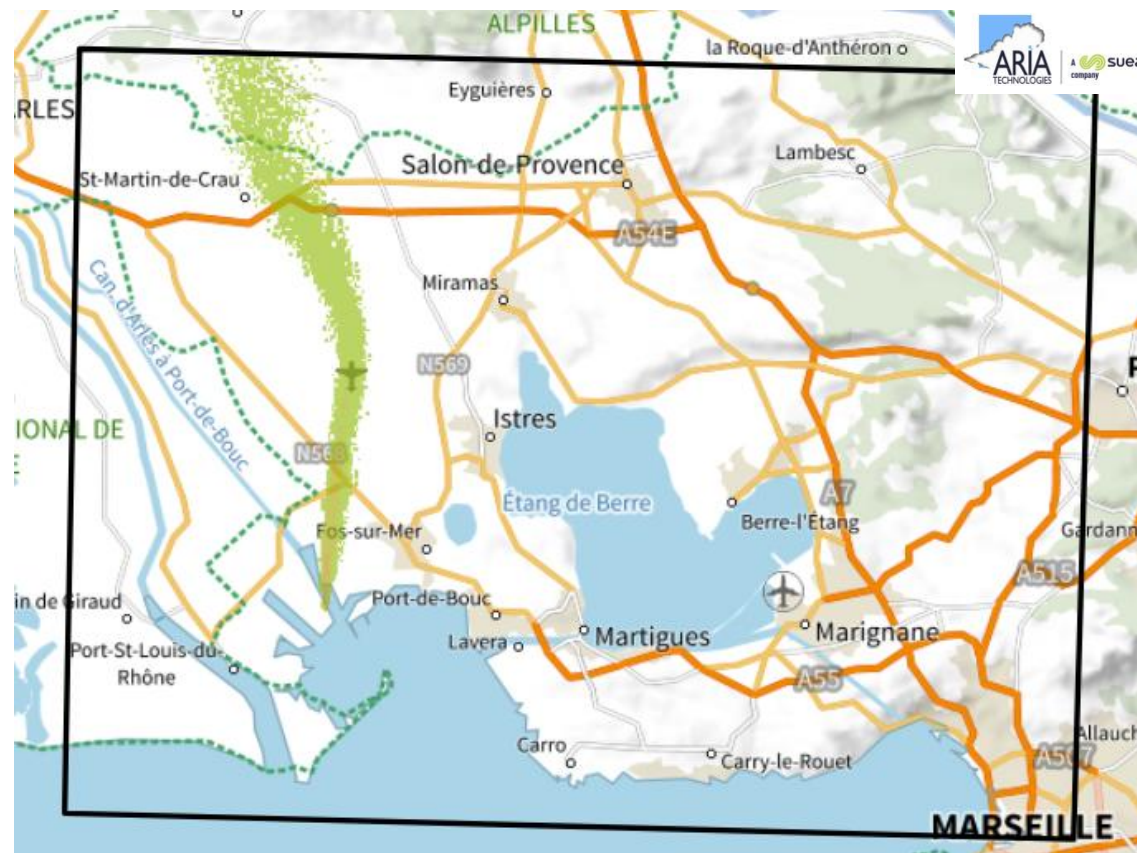 ALPILLES
la Roque-d'Anthéron
ARIA
TECHNOLOGIES
A
company
suez
Eyguières
RLES
Lambesc
Salon-de-Provence
St-Martin-de-Crau
A54E
Miramas
Can. d'Arles à Port-de-Bouc
N569
IONAL DE
Istres
N568
Étang de Berre
A7
Berre-l'Étang
Fos-sur-Mer
Gardann
A515
in de Giraud
Port-de-Bouc
Martigues
Marignane
Lavera
Port-St-Louis-du-
Rhône
A55
Carro
Carry-le-Rouet
Allauch
A507
MARSEILLE